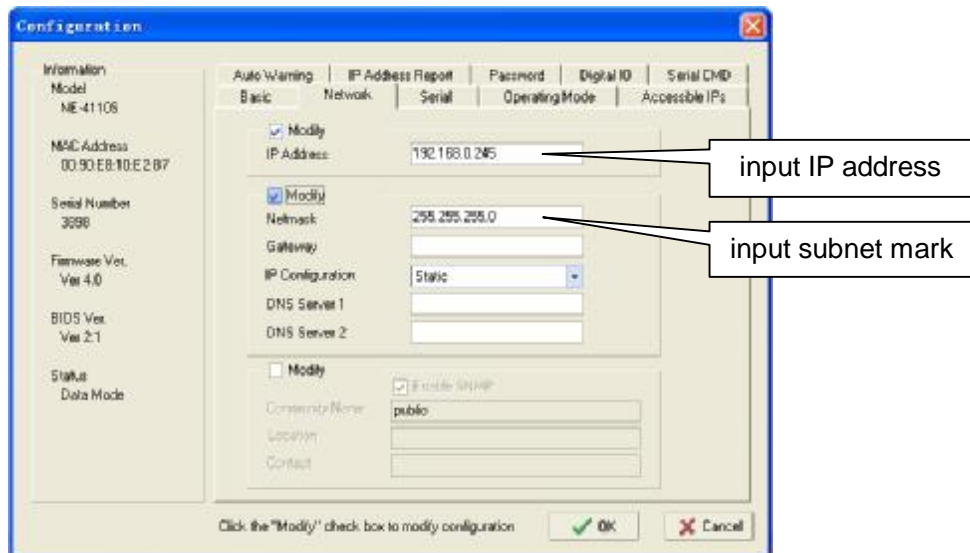 Configuration
Information
Model
NE-4110S
MAC Address
00:90:E8:10:E2:B7
Serial Number
3698
Firmware Ver.
Ver 4.0
BIOS Ver.
Ver 2.1
Status
Data Mode
Auto Warning
IP Address Report
Password
Digital IO
Serial CMD
Basic
Network
Serial
Operating Mode
Accessible IPs
Modify
IP Address
192.168.0.245
Modify
Netmask
255.255.255.0
Gateway
IP Configuration
Static
DNS Server 1
DNS Server 2
Modify
Enable SNMP
Community Name
public
Location
Contact
Click the "Modify" check box to modify configuration
OK
Cancel
input IP address
input subnet mark